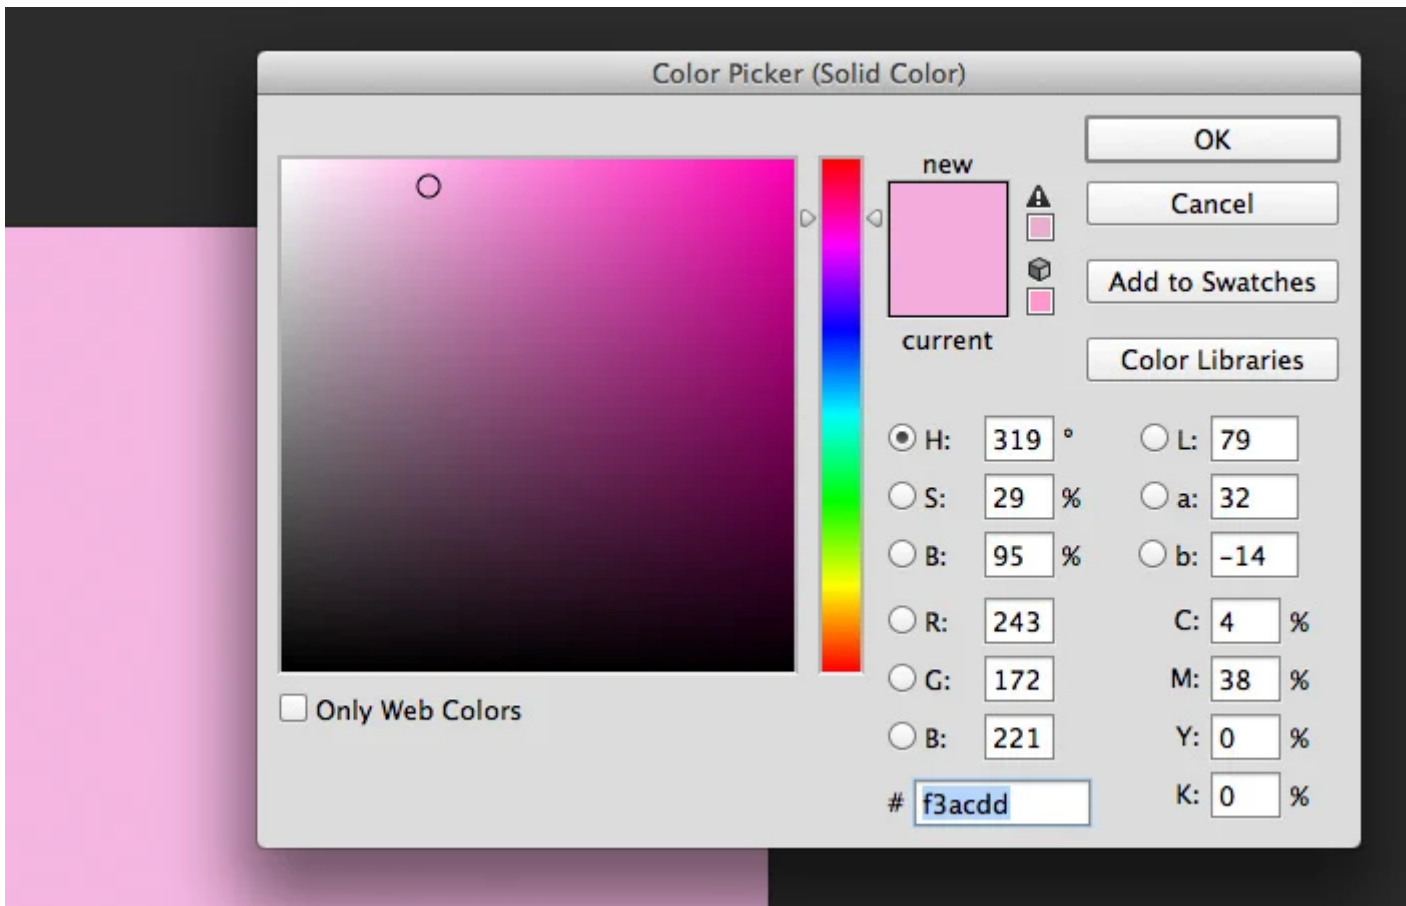 Color Picker (Solid Color)
new
current
OK
Cancel
Add to Swatches
Color Libraries
H: 319 °
S: 29 %
B: 95 %
R: 243
G: 172
B: 221
# f3acdd
L: 79
a: 32
b: -14
C: 4 %
M: 38 %
Y: 0 %
K: 0 %
Only Web Colors